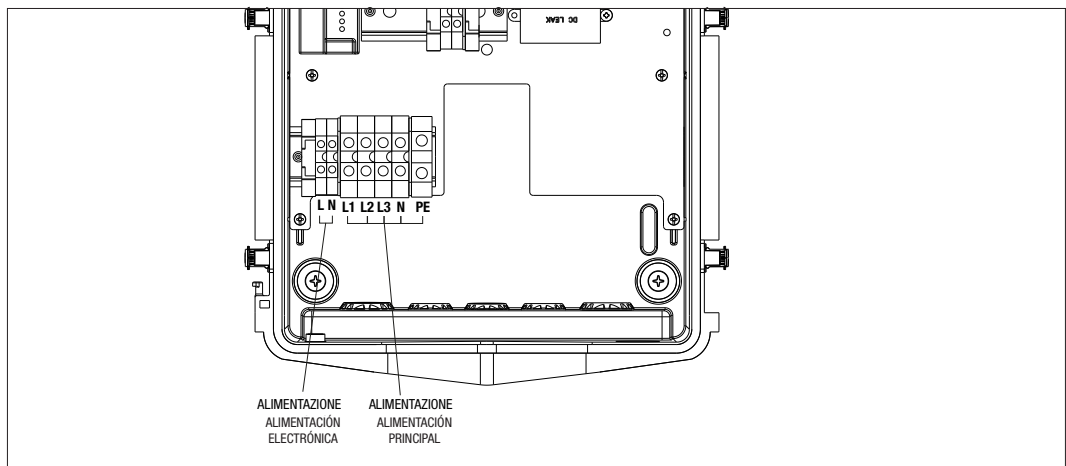 DC LEAK
L N L1 L2 L3 N PE
ALIMENTAZIONE
ALIMENTACIÓN
ELECTRÓNICA
ALIMENTAZIONE
ALIMENTACIÓN
PRINCIPAL